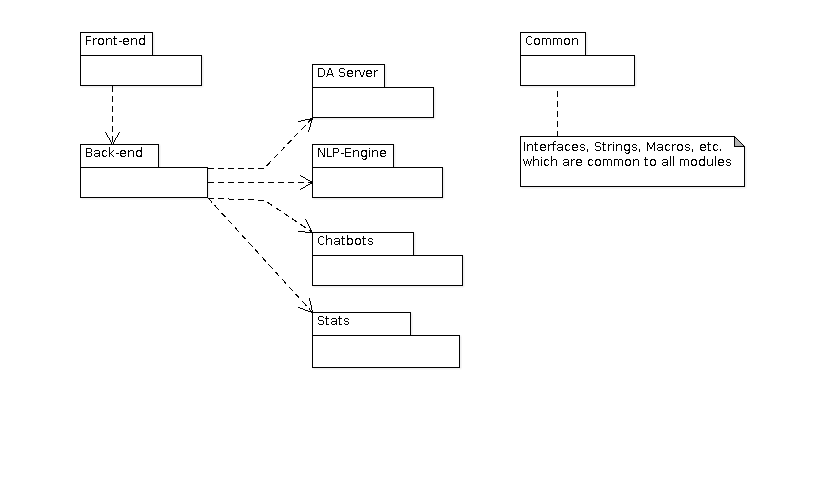 Front-end
Common
DA Server
Back-end
NLP-Engine
Interfaces, Strings, Macros, etc.
which are common to all modules
Chatbots
Stats